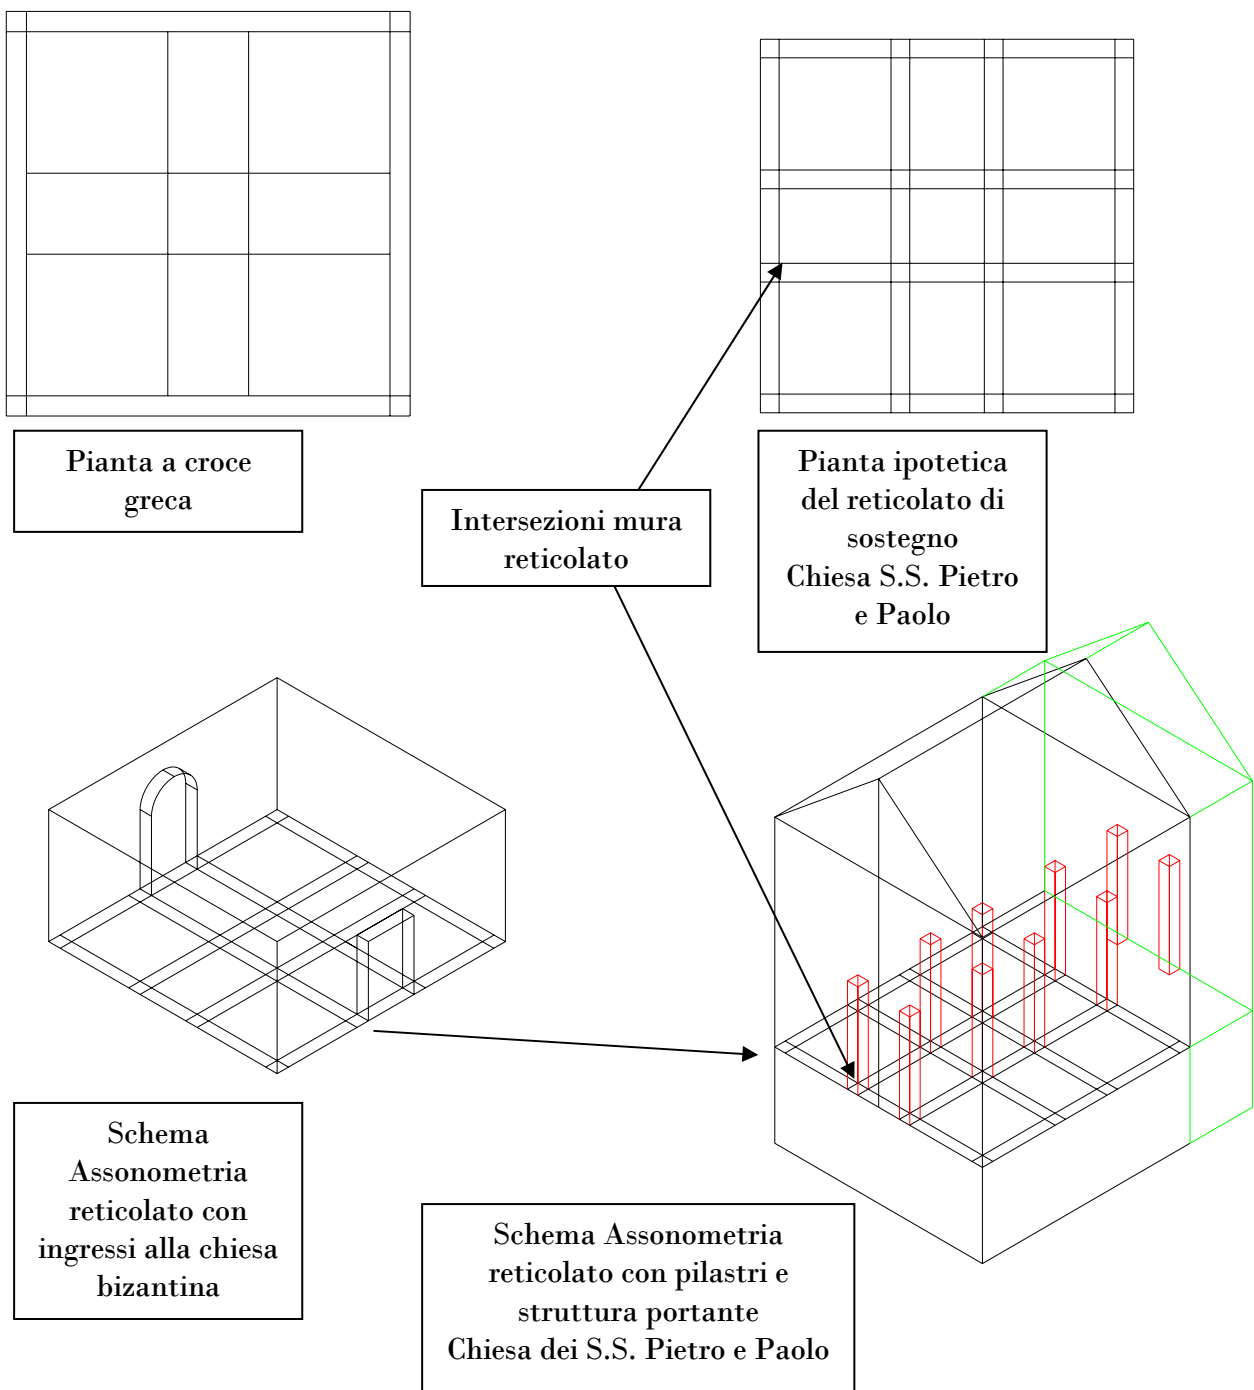 Pianta a croce
greca
Intersezioni mura
reticolato
Pianta ipotetica
del reticolato di
sostegno
Chiesa S.S. Pietro
e Paolo
Schema
Assonometria
reticolato con
ingressi alla chiesa
bizantina
Schema Assonometria
reticolato con pilastri e
struttura portante
Chiesa dei S.S. Pietro e Paolo